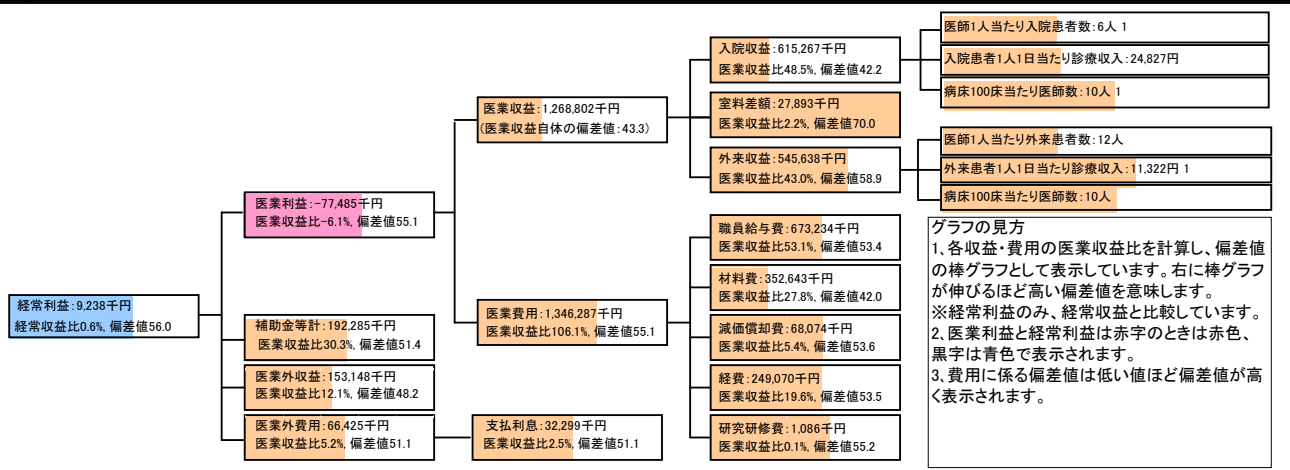 経常利益:9,238千円
経常収益比0.6%, 偏差値56.0
医業利益:-77,485千円
医業収益比-6.1%, 偏差値55.1
補助金等計:192,285千円
医業収益比30.3%, 偏差値51.4
医業外収益:153,148千円
医業収益比12.1%, 偏差値48.2
医業外費用:66,425千円
医業収益比5.2%, 偏差値51.1
支払利息:32,299千円
医業収益比2.5%, 偏差値51.1
医業収益:1,268,802千円
(医業収益自体の偏差値:43.3)
医業費用:1,346,287千円
医業収益比106.1%, 偏差値55.1
入院収益:615,267千円
医業収益比48.5%, 偏差値42.2
室料差額:27,893千円
医業収益比2.2%, 偏差値70.0
外来収益:545,638千円
医業収益比43.0%, 偏差値58.9
職員給与費:673,234千円
医業収益比53.1%, 偏差値53.4
材料費:352,643千円
医業収益比27.8%, 偏差値42.0
減価償却費:68,074千円
医業収益比5.4%, 偏差値53.6
経費:249,070千円
医業収益比19.6%, 偏差値53.5
研究研修費:1,086千円
医業収益比0.1%, 偏差値55.2
医師1人当たり入院患者数:6人 1
入院患者1人1日当たり診療収入:24,827円
病床100床当たり医師数:10人 1
医師1人当たり外来患者数:12人
外来患者1人1日当たり診療収入:11,322円 1
病床100床当たり医師数:10人
グラフの見方
1、各収益・費用の医業収益比を計算し、偏差値
の棒グラフとして表示しています。右に棒グラフ
が伸びるほど高い偏差値を意味します。
※経常利益のみ、経常収益と比較しています。
2、医業利益と経常利益は赤字のときは赤色、
黒字は青色で表示されます。
3、費用に係る偏差値は低い値ほど偏差値が高
く表示されます。